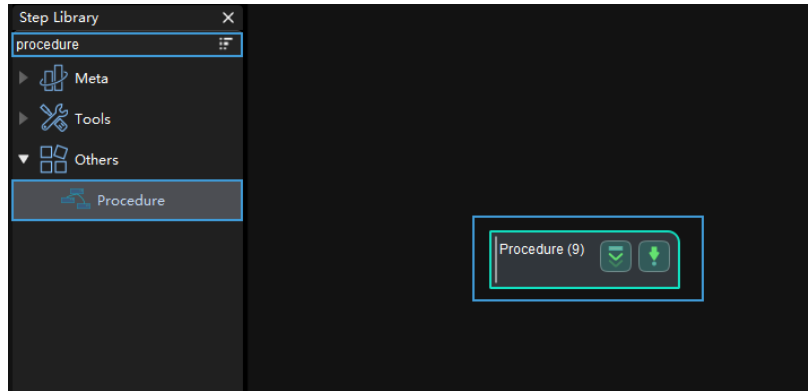 Step Library
procedure
Meta
Tools
Others
Procedure
Procedure (9)